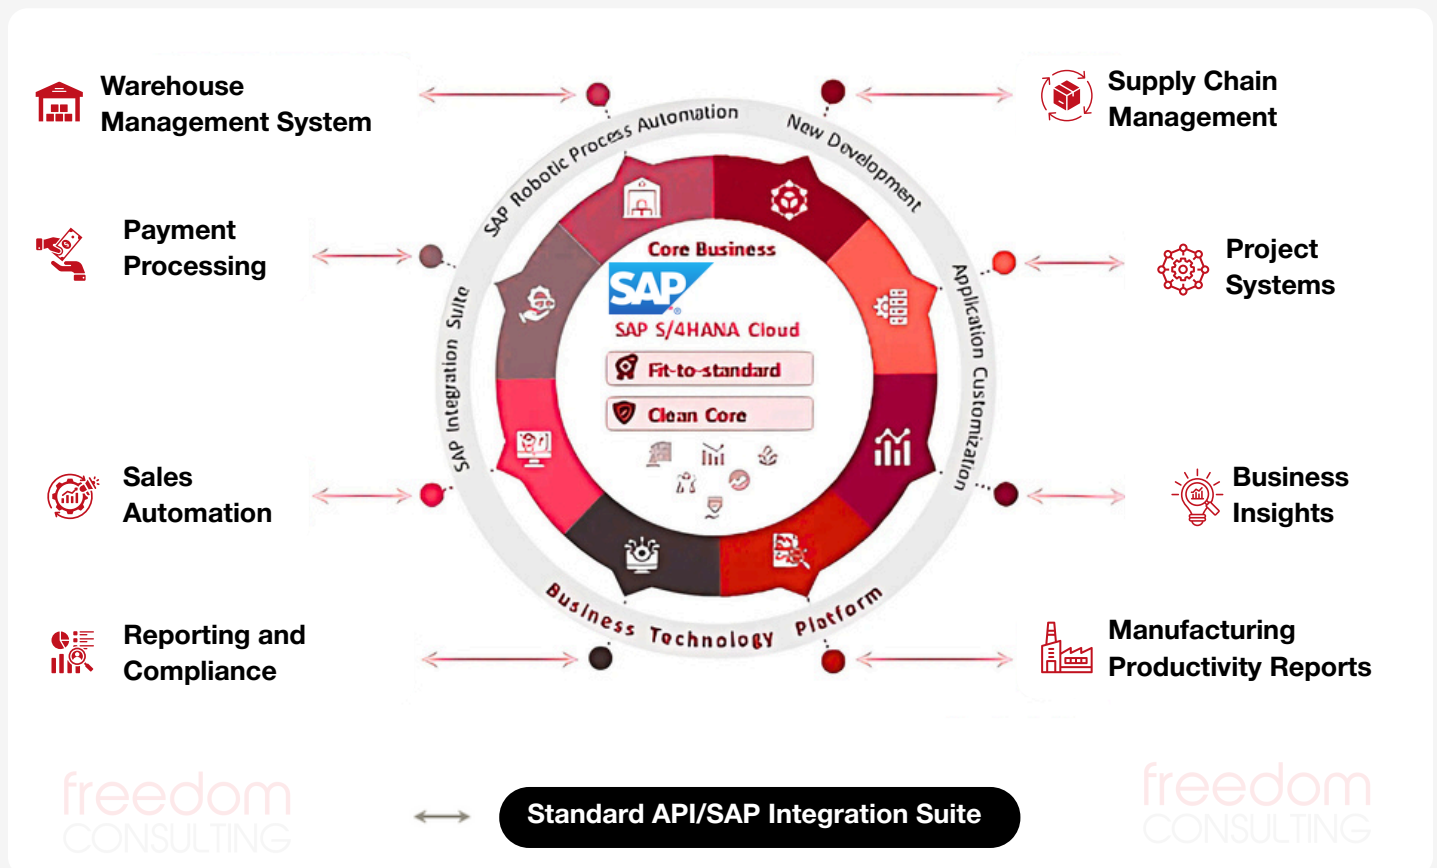 Warehouse
Management System
Payment
Processing
Sales
Automation
Reporting and
Compliance
SAP Robotic Process Automation
New Development
SAP Integration Suite
Application Customization
Business Technology Platform
Core Business
SAP
®
SAP S/4HANA Cloud
Fit-to-standard
Clean Core
Supply Chain
Management
Project
Systems
Business
Insights
Manufacturing
Productivity Reports
freedom
CONSULTING
Standard API/SAP Integration Suite
freedom
CONSULTING